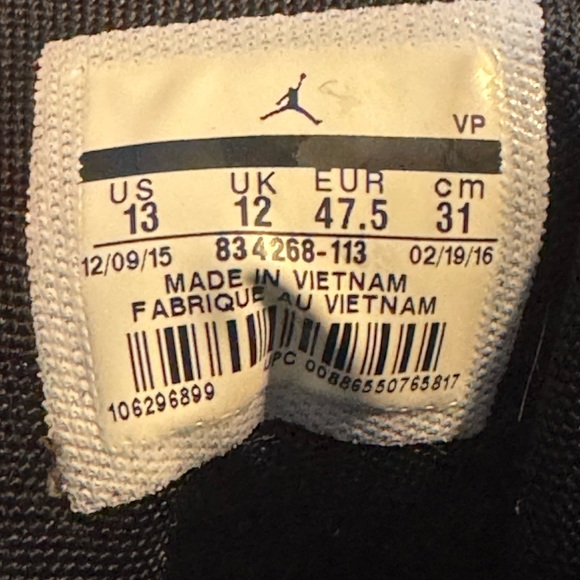 VP
US UK EUR cm
13 12 47.5 31
12/09/15 834268-113 02/19/16
MADE IN VIETNAM
FABRIQUE AU VIETNAM
106296899 UPC 00886550765817